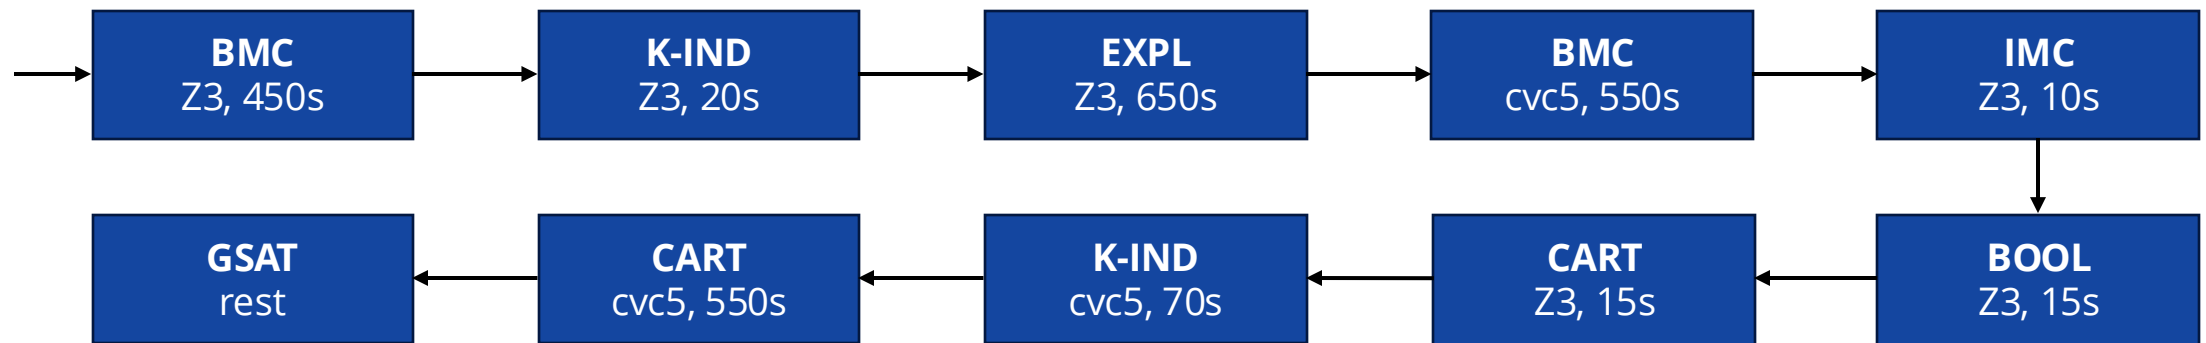 BMC
Z3, 450s
K-IND
Z3, 20s
EXPL
Z3, 650s
BMC
cvc5, 550s
IMC
Z3, 10s
BOOL
Z3, 15s
CART
Z3, 15s
K-IND
cvc5, 70s
CART
cvc5, 550s
GSAT
rest